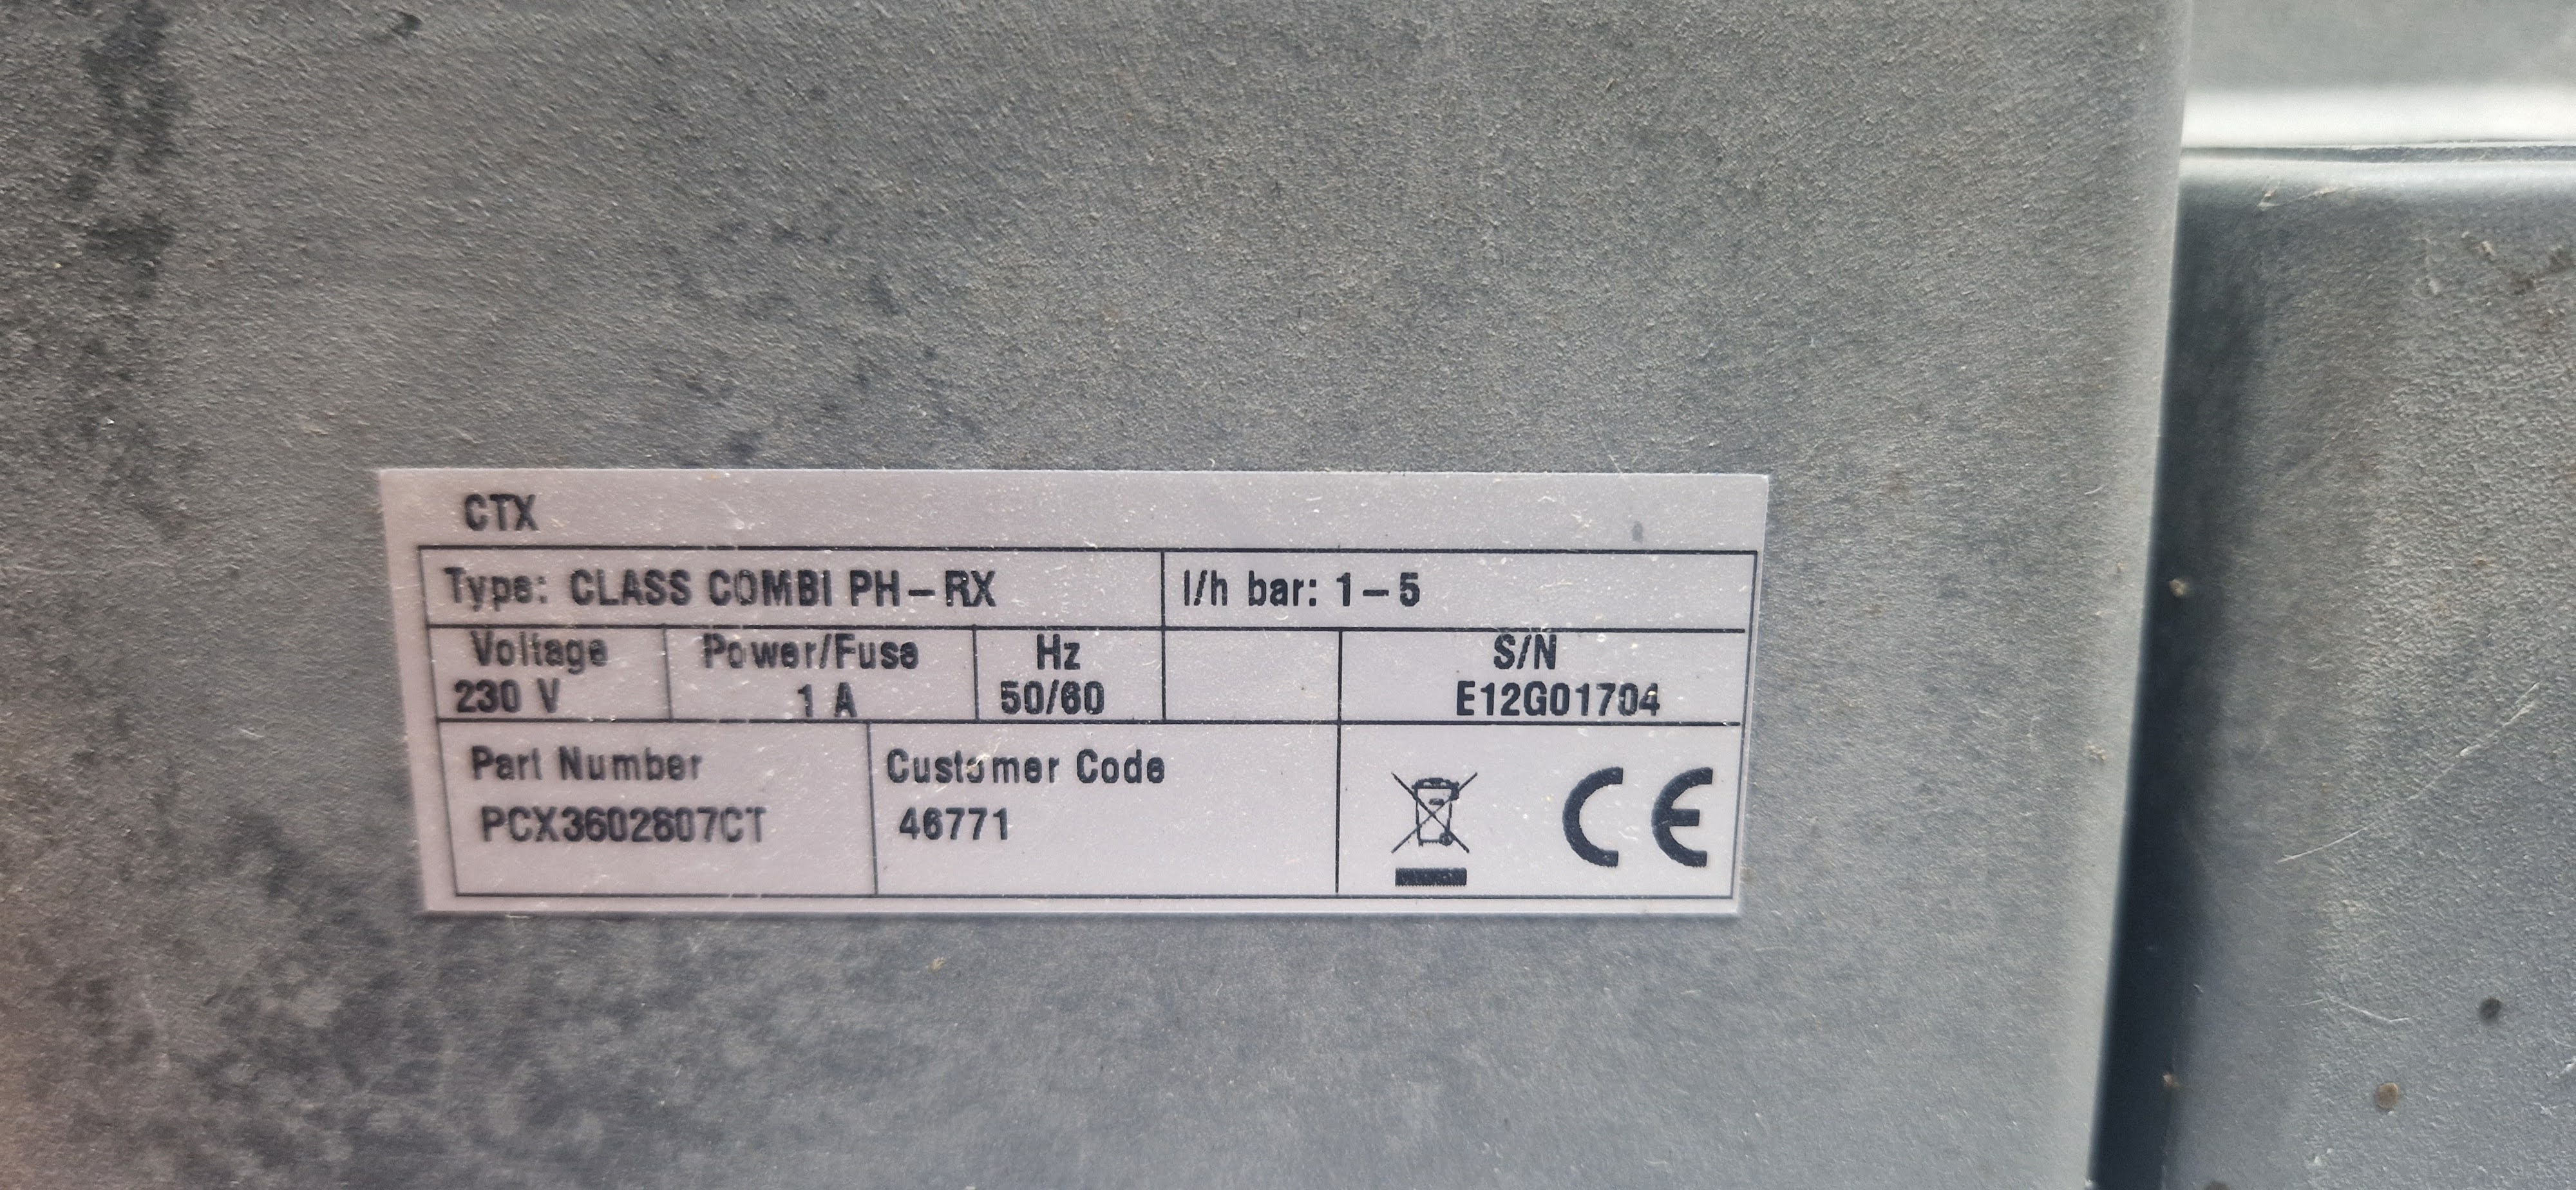 CTX
Type: CLASS COMBI PH-RX
l/h bar: 1-5
Voltage
230 V
Power/Fuse
1 A
Hz
50/60
S/N
E12G01704
Part Number
PCX3602607CT
Customer Code
46771
CE